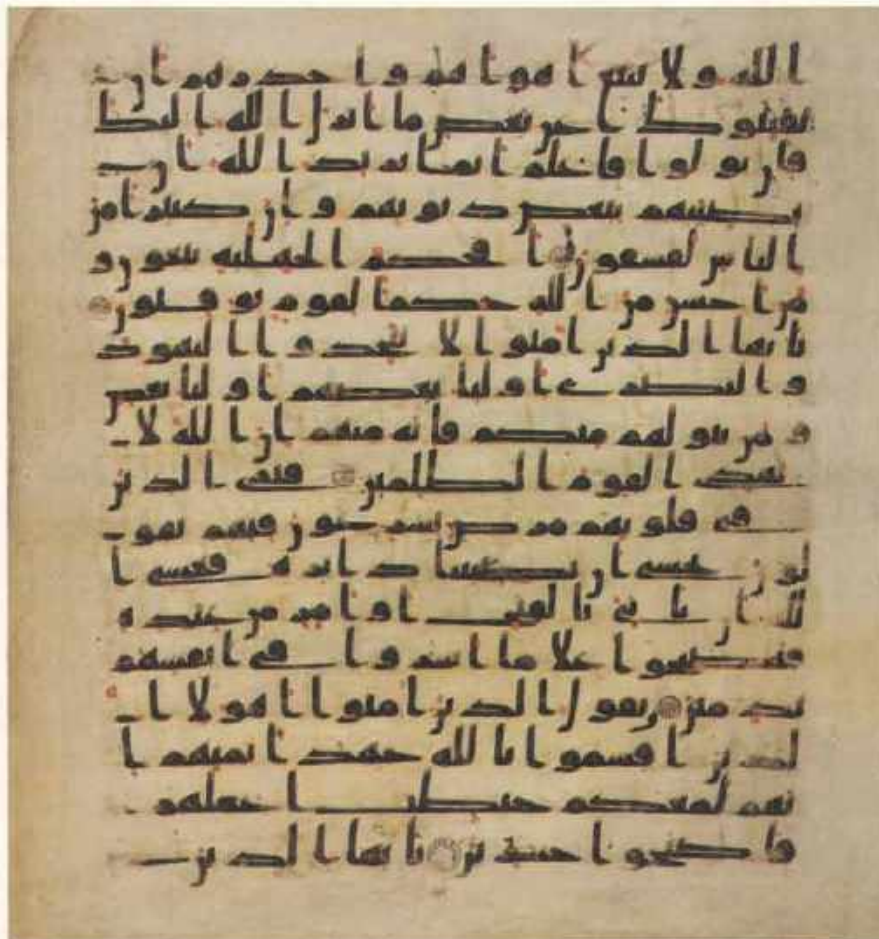 الله ولا تتبع اهواهم واحذرهم ان
يفتنوك عن بعض ما انزل الله اليك
فان تولوا فاعلم انما يريد الله ان
يصيبهم ببعض ذنوبهم وان كثيرا من
الناس لفسقون افحكم الجهلية يبغون و
من احسن من الله حكما لقوم يوقنون
يايها الذين امنوا لا تتخذوا اليهود
والنصرى اوليا بعضهم اوليا بعض
ومن يتولهم منكم فانه منهم ان الله لا
يهدى القوم الظلمين فترى الذين
في قلوبهم مرض يسرعون فيهم يقو
لون نخشى ان تصيبنا دايرة فعسى ا
لله ان ياتي بالفتح او امر من عنده
فيصبحوا على ما اسروا في انفسهم
ندمين ويقول الذين امنوا اهولا ا
لذين اقسموا بالله جهد ايمنهم ا
نهم لمعكم حبطت اعملهم
فاصبحوا خسرين يايها الذين